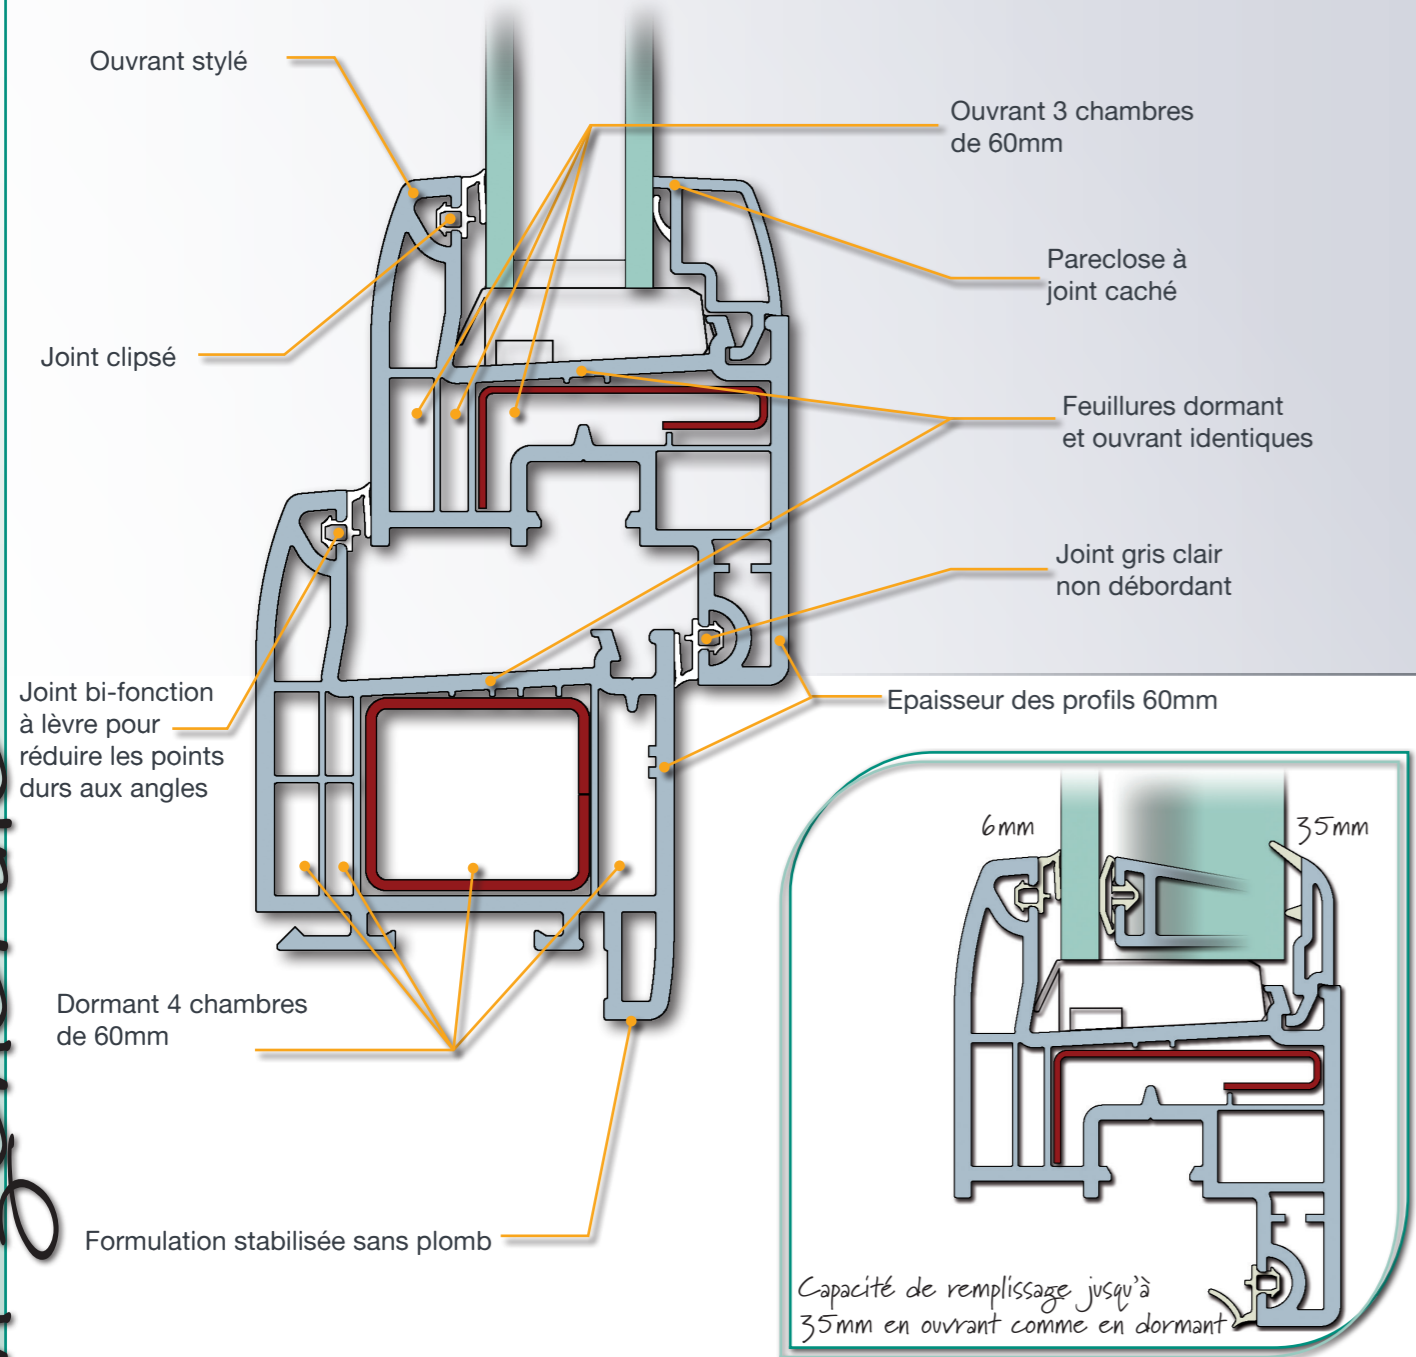 Ouvrant stylé
Ouvrant 3 chambres
de 60mm
Pareclose à
joint caché
Joint clipsé
Feuillures dormant
et ouvrant identiques
Joint gris clair
non débordant
Joint bi-fonction
à lèvre pour
réduire les points
durs aux angles
Epaisseur des profils 60mm
6mm
35mm
Dormant 4 chambres
de 60mm
Formulation stabilisée sans plomb
Capacité de remplissage jusqu'à
35mm en ouvrant comme en dormant